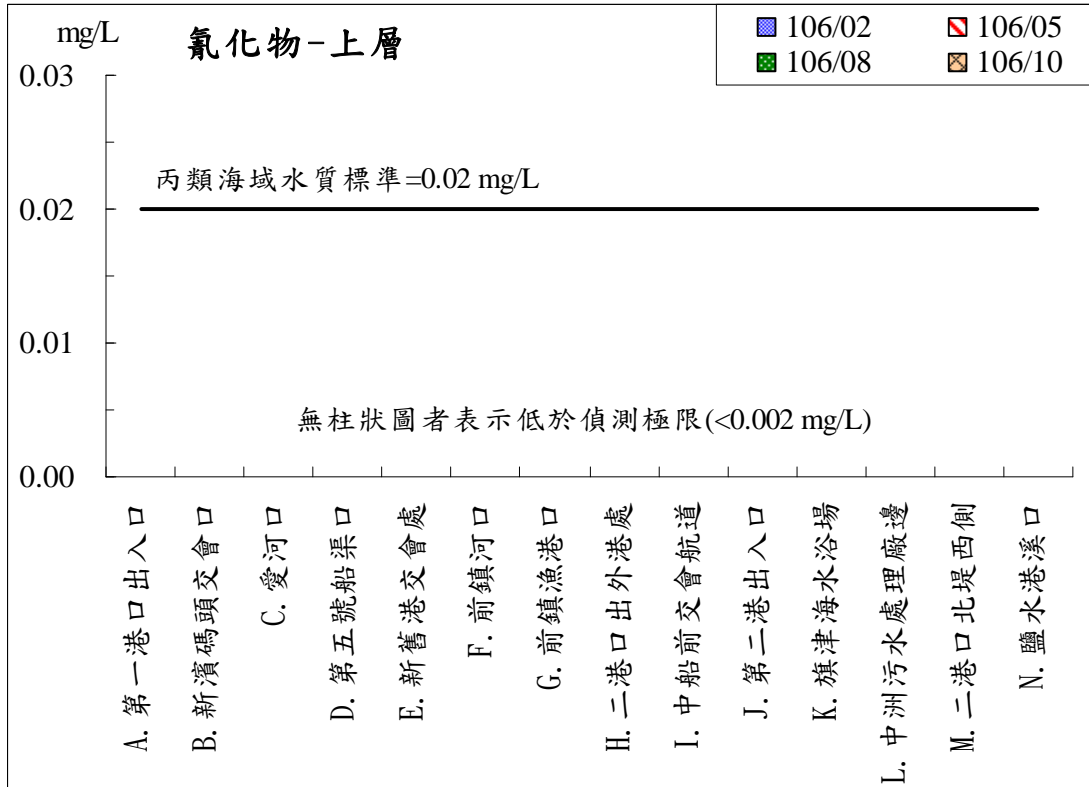 mg/L
氰化物-上層
106/02 106/05
106/08 106/10
0.03
丙類海域水質標準=0.02 mg/L
0.02
0.01
無柱狀圖者表示低於偵測極限(<0.002 mg/L)
0.00
A. 第一港口出入口
B. 新濱碼頭交會口
C. 愛河口
D. 第五號船渠口
E. 新舊港交會處
F. 前鎮河口
G. 前鎮漁港口
H. 二港口出外港處
I. 中船前交會航道
J. 第二港出入口
K. 旗津海水浴場
L. 中洲污水處理廠邊
M. 二港口北堤西側
N. 鹽水港溪口